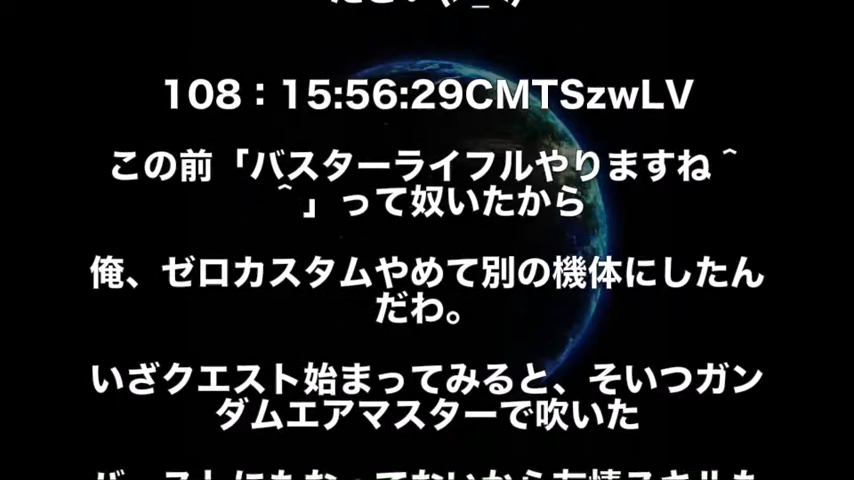 108：15:56:29CMTSzwLV
この前「バスターライフルやりますね＾
＾」って奴いたから
俺、ゼロカスタムやめて別の機体にしたん
だわ。
いざクエスト始まってみると、そいつガン
ダムエアマスターで吹いた